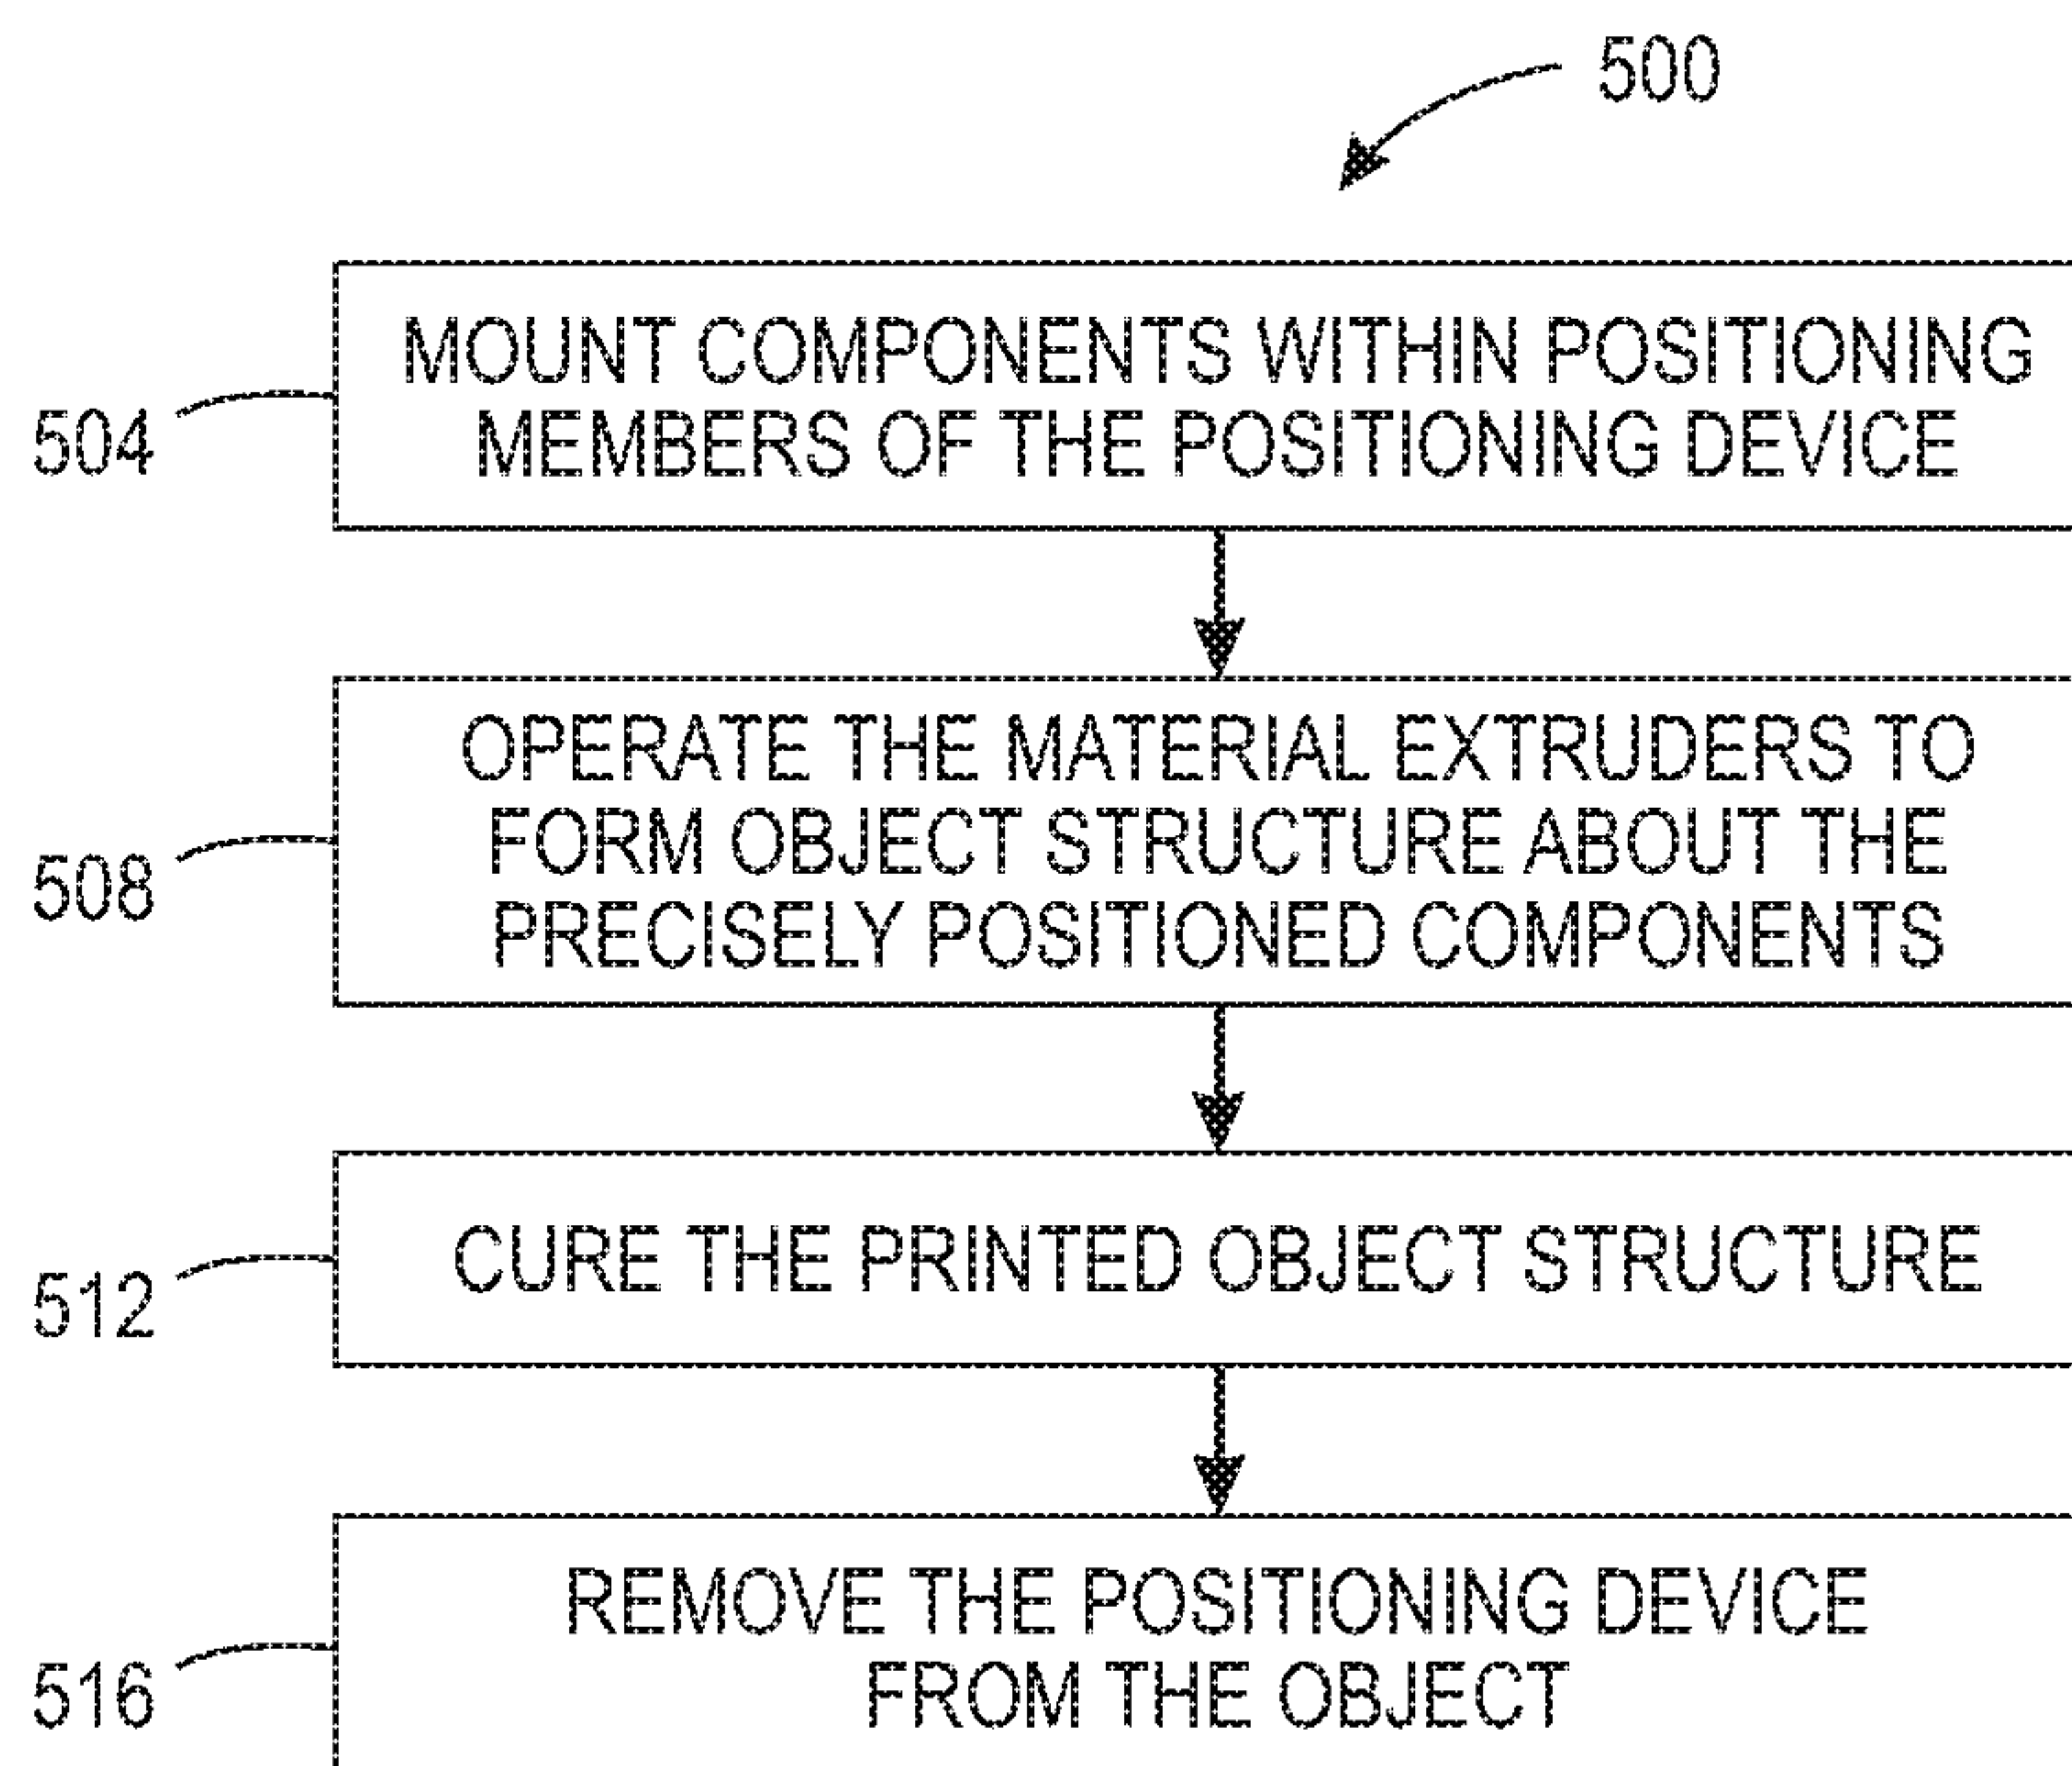 500
504
MOUNT COMPONENTS WITHIN POSITIONING
MEMBERS OF THE POSITIONING DEVICE
508
OPERATE THE MATERIAL EXTRUDERS TO
FORM OBJECT STRUCTURE ABOUT THE
PRECISELY POSITIONED COMPONENTS
512
CURE THE PRINTED OBJECT STRUCTURE
516
REMOVE THE POSITIONING DEVICE
FROM THE OBJECT